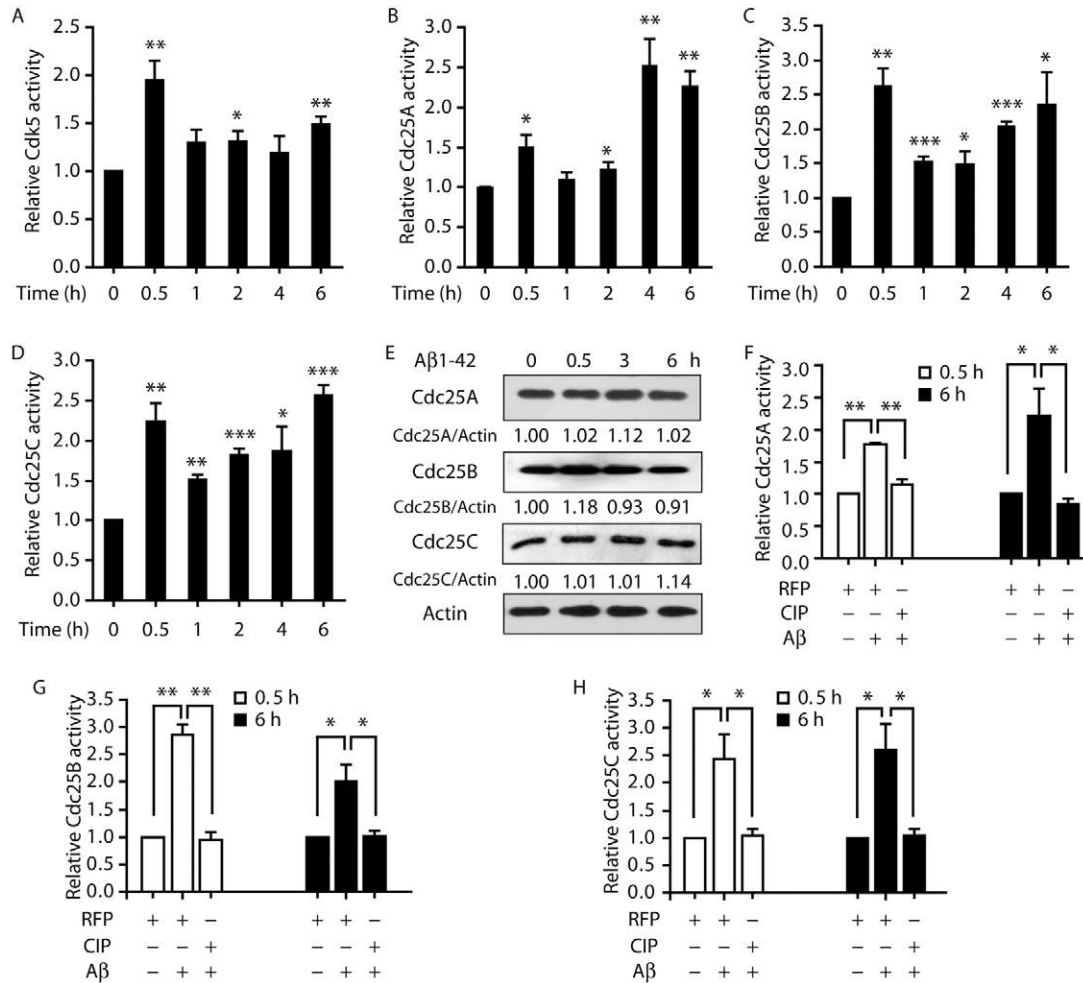 A
Relative Cdk5 activity
2.5
2.0
1.5
1.0
0.5
0.0
** * **
Time (h) 0 0.5 1 2 4 6
B
Relative Cdc25A activity
3.0
2.5
2.0
1.5
1.0
0.5
0.0
* * ** **
Time (h) 0 0.5 1 2 4 6
C
Relative Cdc25B activity
3.5
3.0
2.5
2.0
1.5
1.0
0.5
0.0
** *** * *** *
Time (h) 0 0.5 1 2 4 6
D
Relative Cdc25C activity
3.0
2.5
2.0
1.5
1.0
0.5
0.0
** ** *** * ***
Time (h) 0 0.5 1 2 4 6
E
Aβ1-42 0 0.5 3 6 h
Cdc25A
Cdc25A/Actin 1.00 1.02 1.12 1.02
Cdc25B
Cdc25B/Actin 1.00 1.18 0.93 0.91
Cdc25C
Cdc25C/Actin 1.00 1.01 1.01 1.14
Actin
F
Relative Cdc25A activity
3.0
2.5
2.0
1.5
1.0
0.5
0.0
0.5 h
6 h
** ** * *
RFP + + − + + −
CIP − − + − − +
Aβ − + + − + +
G
Relative Cdc25B activity
3.5
3.0
2.5
2.0
1.5
1.0
0.5
0.0
0.5 h
6 h
** ** * *
RFP + + − + + −
CIP − − + − − +
Aβ − + + − + +
H
Relative Cdc25C activity
3.5
3.0
2.5
2.0
1.5
1.0
0.5
0.0
0.5 h
6 h
* * * *
RFP + + − + + −
CIP − − + − − +
Aβ − + + − + +